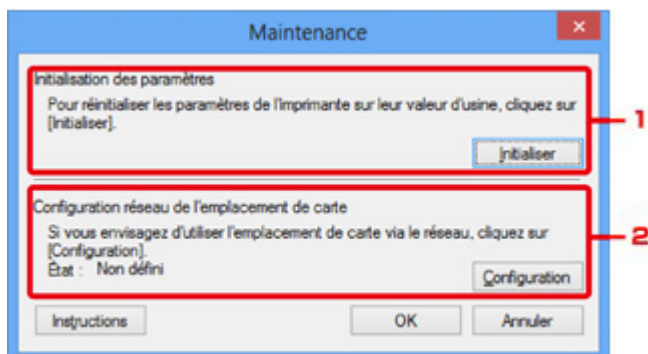 Maintenance
Initialisation des paramètres
Pour réinitialiser les paramètres de l'imprimante sur leur valeur d'usine, cliquez sur
[Initialiser].
1
Initialiser
Configuration réseau de l'emplacement de carte
Si vous envisagez d'utiliser l'emplacement de carte via le réseau, cliquez sur
[Configuration].
2
État : Non défini
Configuration
Instructions OK Annuler